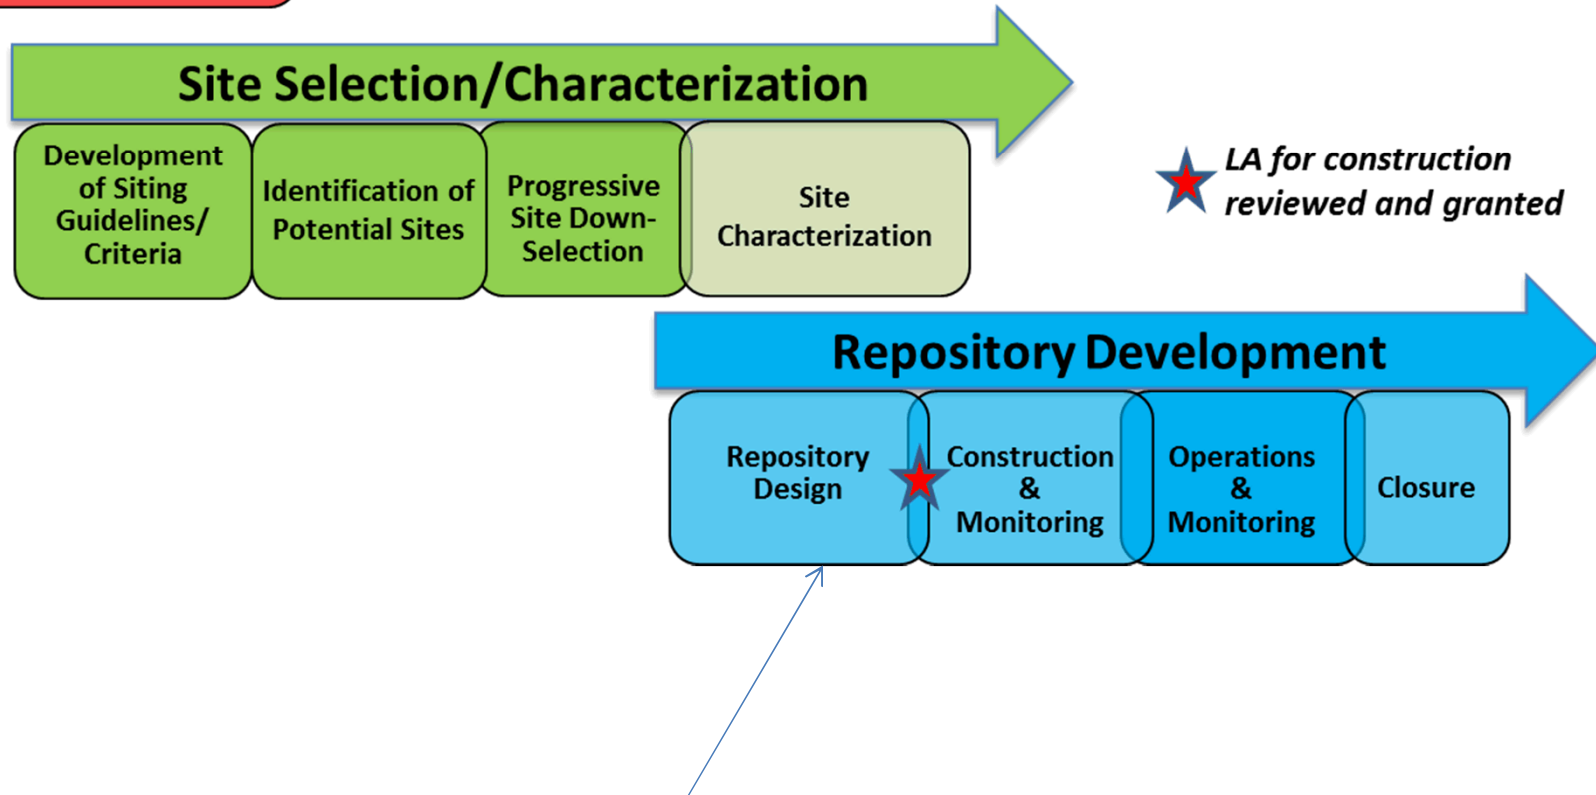 Site Selection/Characterization
Development
of Siting
Guidelines/
Criteria
Identification of
Potential Sites
Progressive
Site Down-
Selection
Site
Characterization
LA for construction
reviewed and granted
Repository Development
Repository
Design
Construction
&
Monitoring
Operations
&
Monitoring
Closure